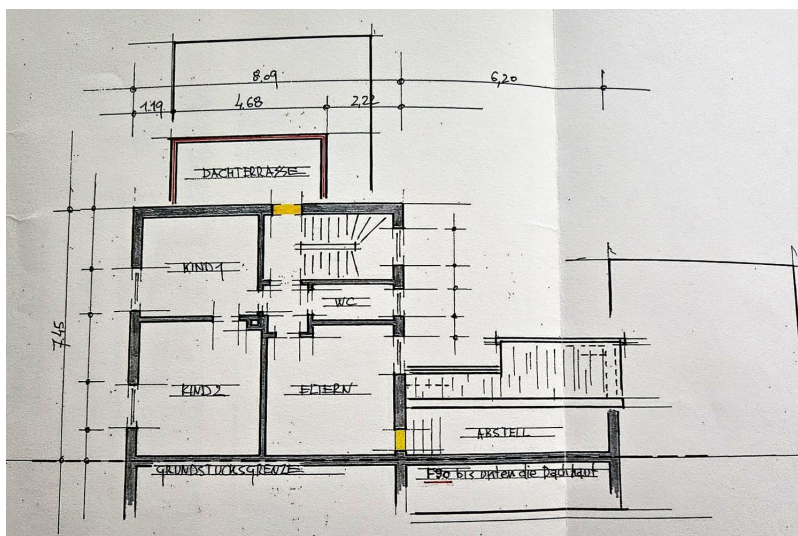 8,09
6,20
1.19
4,68
2,22
DACHTERRASSE
KIND 1
WC
7.45
KIND 2
ELTERN
ABSTELL
GRUNDSTÜCKSGRENZE
F90 bis unten die Dachhaut